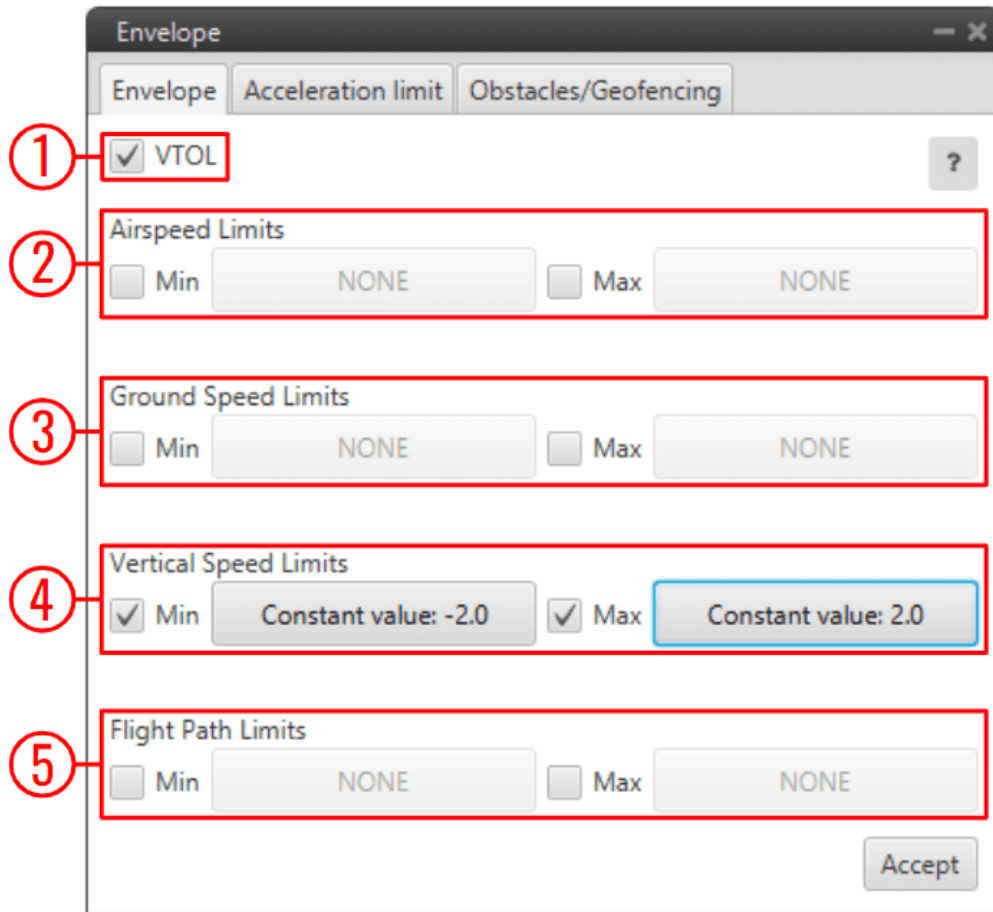 Envelope
Envelope Acceleration limit Obstacles/Geofencing
1 VTOL ?
Airspeed Limits
2 Min NONE Max NONE
Ground Speed Limits
3 Min NONE Max NONE
Vertical Speed Limits
4 Min Constant value: -2.0 Max Constant value: 2.0
Flight Path Limits
5 Min NONE Max NONE
Accept